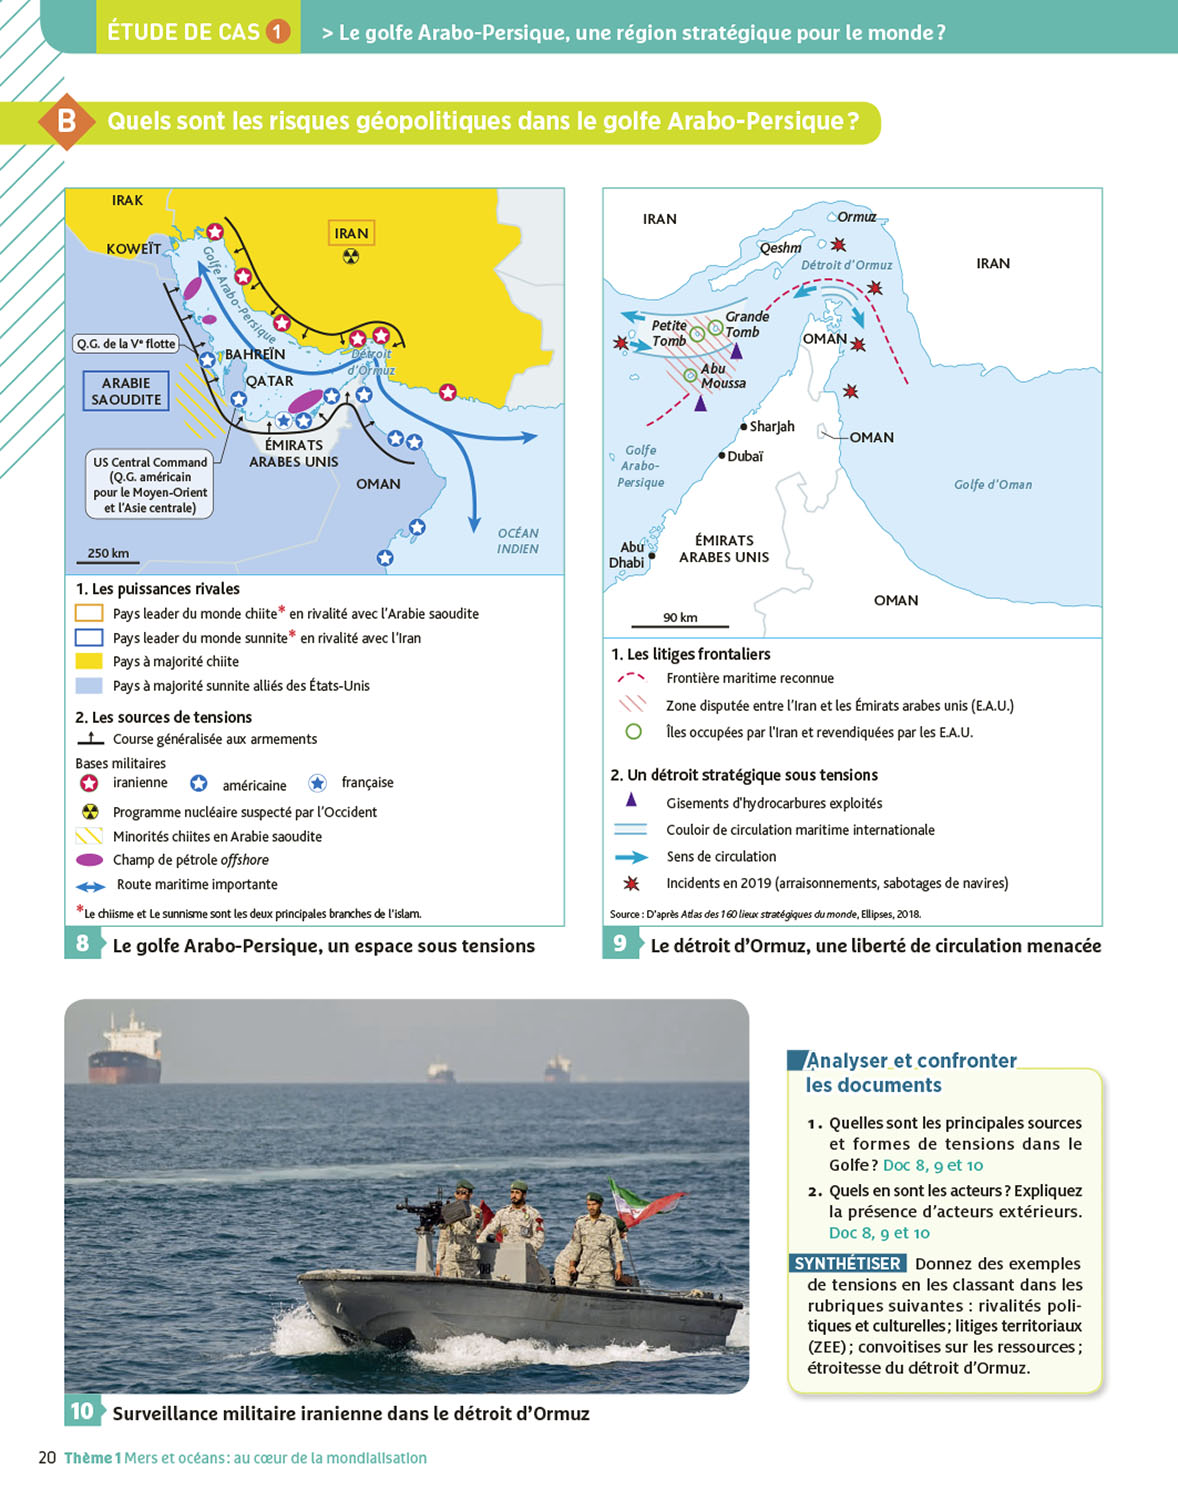 ÉTUDE DE CAS 1
> Le golfe Arabo-Persique, une région stratégique pour le monde ?
B
Quels sont les risques géopolitiques dans le golfe Arabo-Persique ?
IRAK
IRAN
KOWEÏT
Golfe Arabo-Persique
Q.G. de la Ve flotte
BAHREÏN
Détroit
d'Ormuz
ARABIE
SAOUDITE
QATAR
ÉMIRATS
ARABES UNIS
US Central Command
(Q.G. américain
pour le Moyen-Orient
et l'Asie centrale)
OMAN
OCÉAN
INDIEN
250 km
1. Les puissances rivales
Pays leader du monde chiite* en rivalité avec l'Arabie saoudite
Pays leader du monde sunnite* en rivalité avec l'Iran
Pays à majorité chiite
Pays à majorité sunnite alliés des États-Unis
2. Les sources de tensions
Course généralisée aux armements
Bases militaires
iranienne
américaine
française
Programme nucléaire suspecté par l'Occident
Minorités chiites en Arabie saoudite
Champ de pétrole offshore
Route maritime importante
*Le chiisme et Le sunnisme sont les deux principales branches de l'islam.
8 Le golfe Arabo-Persique, un espace sous tensions
IRAN
Ormuz
Qeshm
Détroit d'Ormuz
IRAN
Petite
Tomb
Grande
Tomb
OMAN
Abu
Moussa
Sharjah
OMAN
Dubaï
Golfe
Arabo-
Persique
Golfe d'Oman
Abu
Dhabi
ÉMIRATS
ARABES UNIS
OMAN
90 km
1. Les litiges frontaliers
Frontière maritime reconnue
Zone disputée entre l'Iran et les Émirats arabes unis (E.A.U.)
Îles occupées par l'Iran et revendiquées par les E.A.U.
2. Un détroit stratégique sous tensions
Gisements d'hydrocarbures exploités
Couloir de circulation maritime internationale
Sens de circulation
Incidents en 2019 (arraisonnements, sabotages de navires)
Source : D'après Atlas des 160 lieux stratégiques du monde, Ellipses, 2018.
9 Le détroit d'Ormuz, une liberté de circulation menacée
10 Surveillance militaire iranienne dans le détroit d'Ormuz
Analyser et confronter
les documents
1. Quelles sont les principales sources
et formes de tensions dans le
Golfe ? Doc 8, 9 et 10
2. Quels en sont les acteurs ? Expliquez
la présence d'acteurs extérieurs.
Doc 8, 9 et 10
SYNTHÉTISER Donnez des exemples
de tensions en les classant dans les
rubriques suivantes : rivalités poli-
tiques et culturelles ; litiges territoriaux
(ZEE) ; convoitises sur les ressources ;
étroitesse du détroit d'Ormuz.
20 Thème 1 Mers et océans : au cœur de la mondialisation